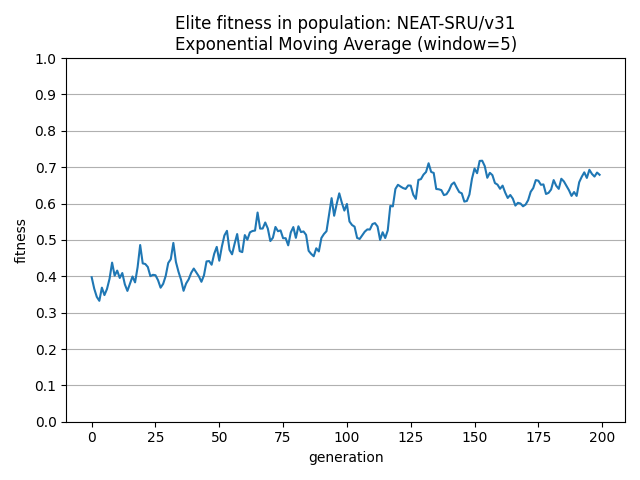 Elite fitness in population: NEAT-SRU/v31
Exponential Moving Average (window=5)
1.0
0.9
0.8
0.7
0.6
0.5
0.4
0.3
0.2
0.1
0.0
fitness
0 25 50 75 100 125 150 175 200
generation